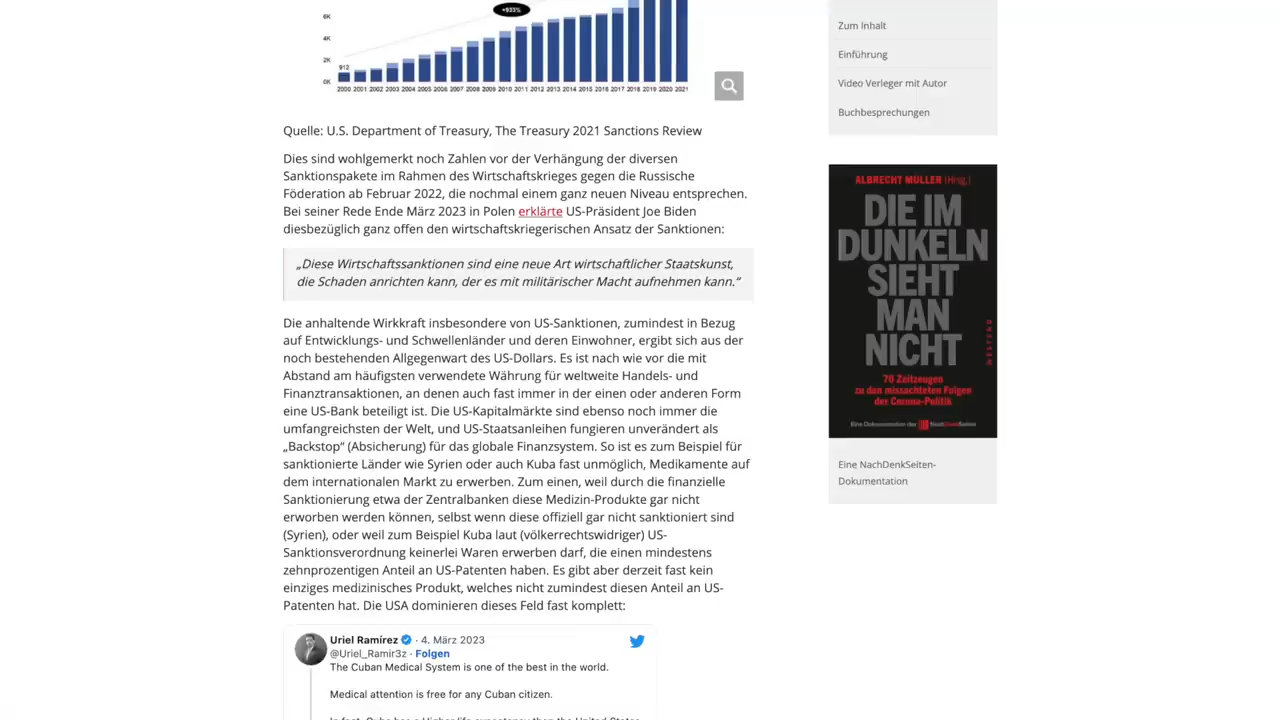 +933%
6K
4K
2K
912
0K
2000 2001 2002 2003 2004 2005 2006 2007 2008 2009 2010 2011 2012 2013 2014 2015 2016 2017 2018 2019 2020 2021
Quelle: U.S. Department of Treasury, The Treasury 2021 Sanctions Review
Dies sind wohlgemerkt noch Zahlen vor der Verhängung der diversen
Sanktionspakete im Rahmen des Wirtschaftskrieges gegen die Russische
Föderation ab Februar 2022, die nochmal einem ganz neuen Niveau entsprechen.
Bei seiner Rede Ende März 2023 in Polen erklärte US-Präsident Joe Biden
diesbezüglich ganz offen den wirtschaftskriegerischen Ansatz der Sanktionen:
„Diese Wirtschaftssanktionen sind eine neue Art wirtschaftlicher Staatskunst,
die Schaden anrichten kann, der es mit militärischer Macht aufnehmen kann.“
Die anhaltende Wirkkraft insbesondere von US-Sanktionen, zumindest in Bezug
auf Entwicklungs- und Schwellenländer und deren Einwohner, ergibt sich aus der
noch bestehenden Allgegenwart des US-Dollars. Es ist nach wie vor die mit
Abstand am häufigsten verwendete Währung für weltweite Handels- und
Finanztransaktionen, an denen auch fast immer in der einen oder anderen Form
eine US-Bank beteiligt ist. Die US-Kapitalmärkte sind ebenso noch immer die
umfangreichsten der Welt, und US-Staatsanleihen fungieren unverändert als
„Backstop“ (Absicherung) für das globale Finanzsystem. So ist es zum Beispiel für
sanktionierte Länder wie Syrien oder auch Kuba fast unmöglich, Medikamente auf
dem internationalen Markt zu erwerben. Zum einen, weil durch die finanzielle
Sanktionierung etwa der Zentralbanken diese Medizin-Produkte gar nicht
erworben werden können, selbst wenn diese offiziell gar nicht sanktioniert sind
(Syrien), oder weil zum Beispiel Kuba laut (völkerrechtswidriger) US-
Sanktionsverordnung keinerlei Waren erwerben darf, die einen mindestens
zehnprozentigen Anteil an US-Patenten haben. Es gibt aber derzeit fast kein
einziges medizinisches Produkt, welches nicht zumindest diesen Anteil an US-
Patenten hat. Die USA dominieren dieses Feld fast komplett:
Uriel Ramírez · 4. März 2023
@Uriel_Ramir3z · Folgen
The Cuban Medical System is one of the best in the world.
Medical attention is free for any Cuban citizen.
In fact, Cuba has a Higher life expectancy than the United States
Zum Inhalt
Einführung
Video Verleger mit Autor
Buchbesprechungen
ALBRECHT MÜLLER (Hrsg.)
DIE IM
DUNKELN
SIEHT
MAN
NICHT
WESTEND
70 Zeitzeugen
zu den missachteten Folgen
der Corona-Politik
Eine Dokumentation der NachDenkSeiten
Eine NachDenkSeiten-
Dokumentation